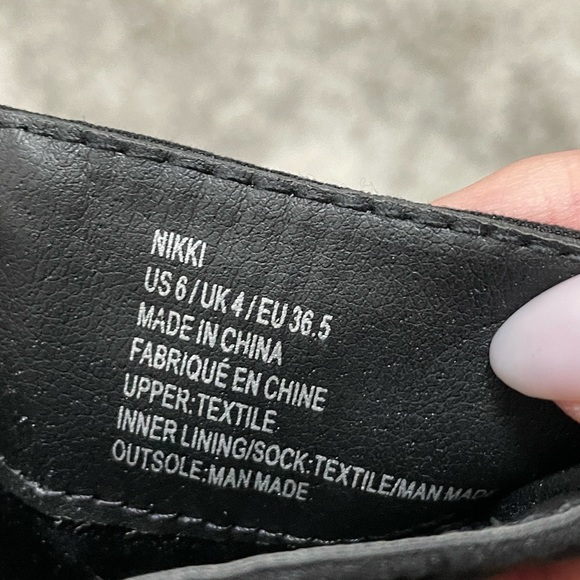 NIKKI
US 6 / UK 4 / EU 36.5
MADE IN CHINA
FABRIQUÉ EN CHINE
UPPER:TEXTILE
INNER LINING/SOCK:TEXTILE/MAN MADE
OUTSOLE:MAN MADE